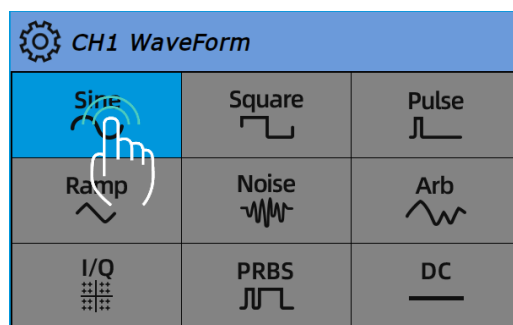 CH1 WaveForm
Sine Square Pulse
Ramp Noise Arb
I/Q PRBS DC